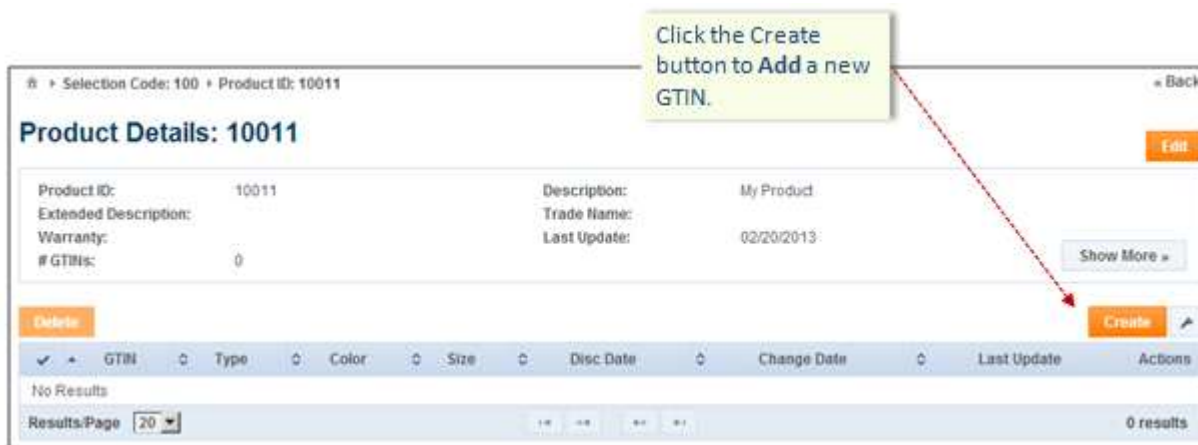 Click the Create
button to Add a new
GTIN.
Selection Code: 100 Product ID: 10011
« Back
Product Details: 10011
Edit
Product ID: 10011 Description: My Product
Extended Description: Trade Name:
Warranty: Last Update: 02/20/2013
# GTINs: 0
Show More »
Delete
Create
GTIN Type Color Size Disc Date Change Date Last Update Actions
No Results
Results/Page 20 0 results